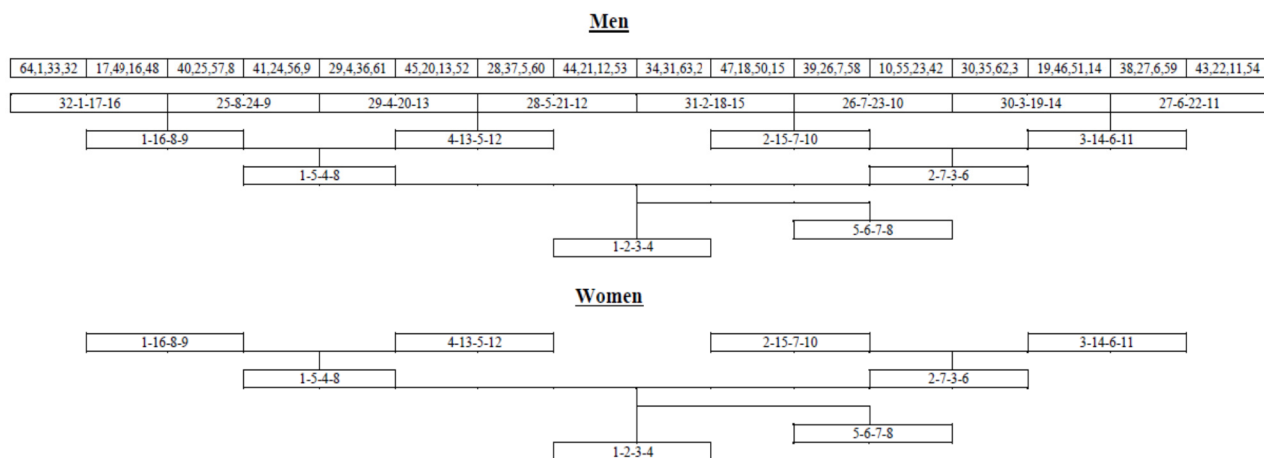 Men
64,1,33,32 17,49,16,48 40,25,57,8 41,24,56,9 29,4,36,61 45,20,13,52 28,37,5,60 44,21,12,53 34,31,63,2 47,18,50,15 39,26,7,58 10,55,23,42 30,35,62,3 19,46,51,14 38,27,6,59 43,22,11,54
32-1-17-16 25-8-24-9 29-4-20-13 28-5-21-12 31-2-18-15 26-7-23-10 30-3-19-14 27-6-22-11
1-16-8-9 4-13-5-12 2-15-7-10 3-14-6-11
1-5-4-8 2-7-3-6
5-6-7-8
1-2-3-4
Women
1-16-8-9 4-13-5-12 2-15-7-10 3-14-6-11
1-5-4-8 2-7-3-6
5-6-7-8
1-2-3-4